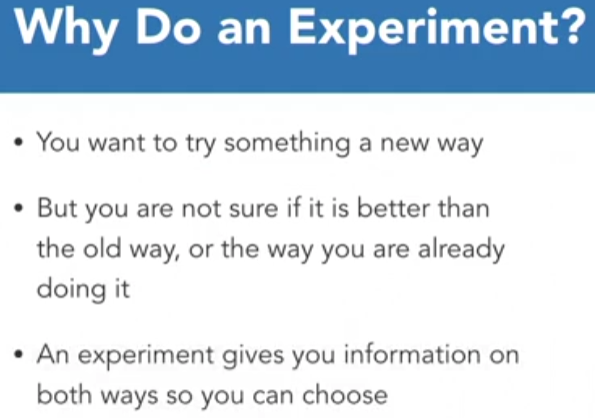 Why Do an Experiment?
• You want to try something a new way
• But you are not sure if it is better than
the old way, or the way you are already
doing it
• An experiment gives you information on
both ways so you can choose